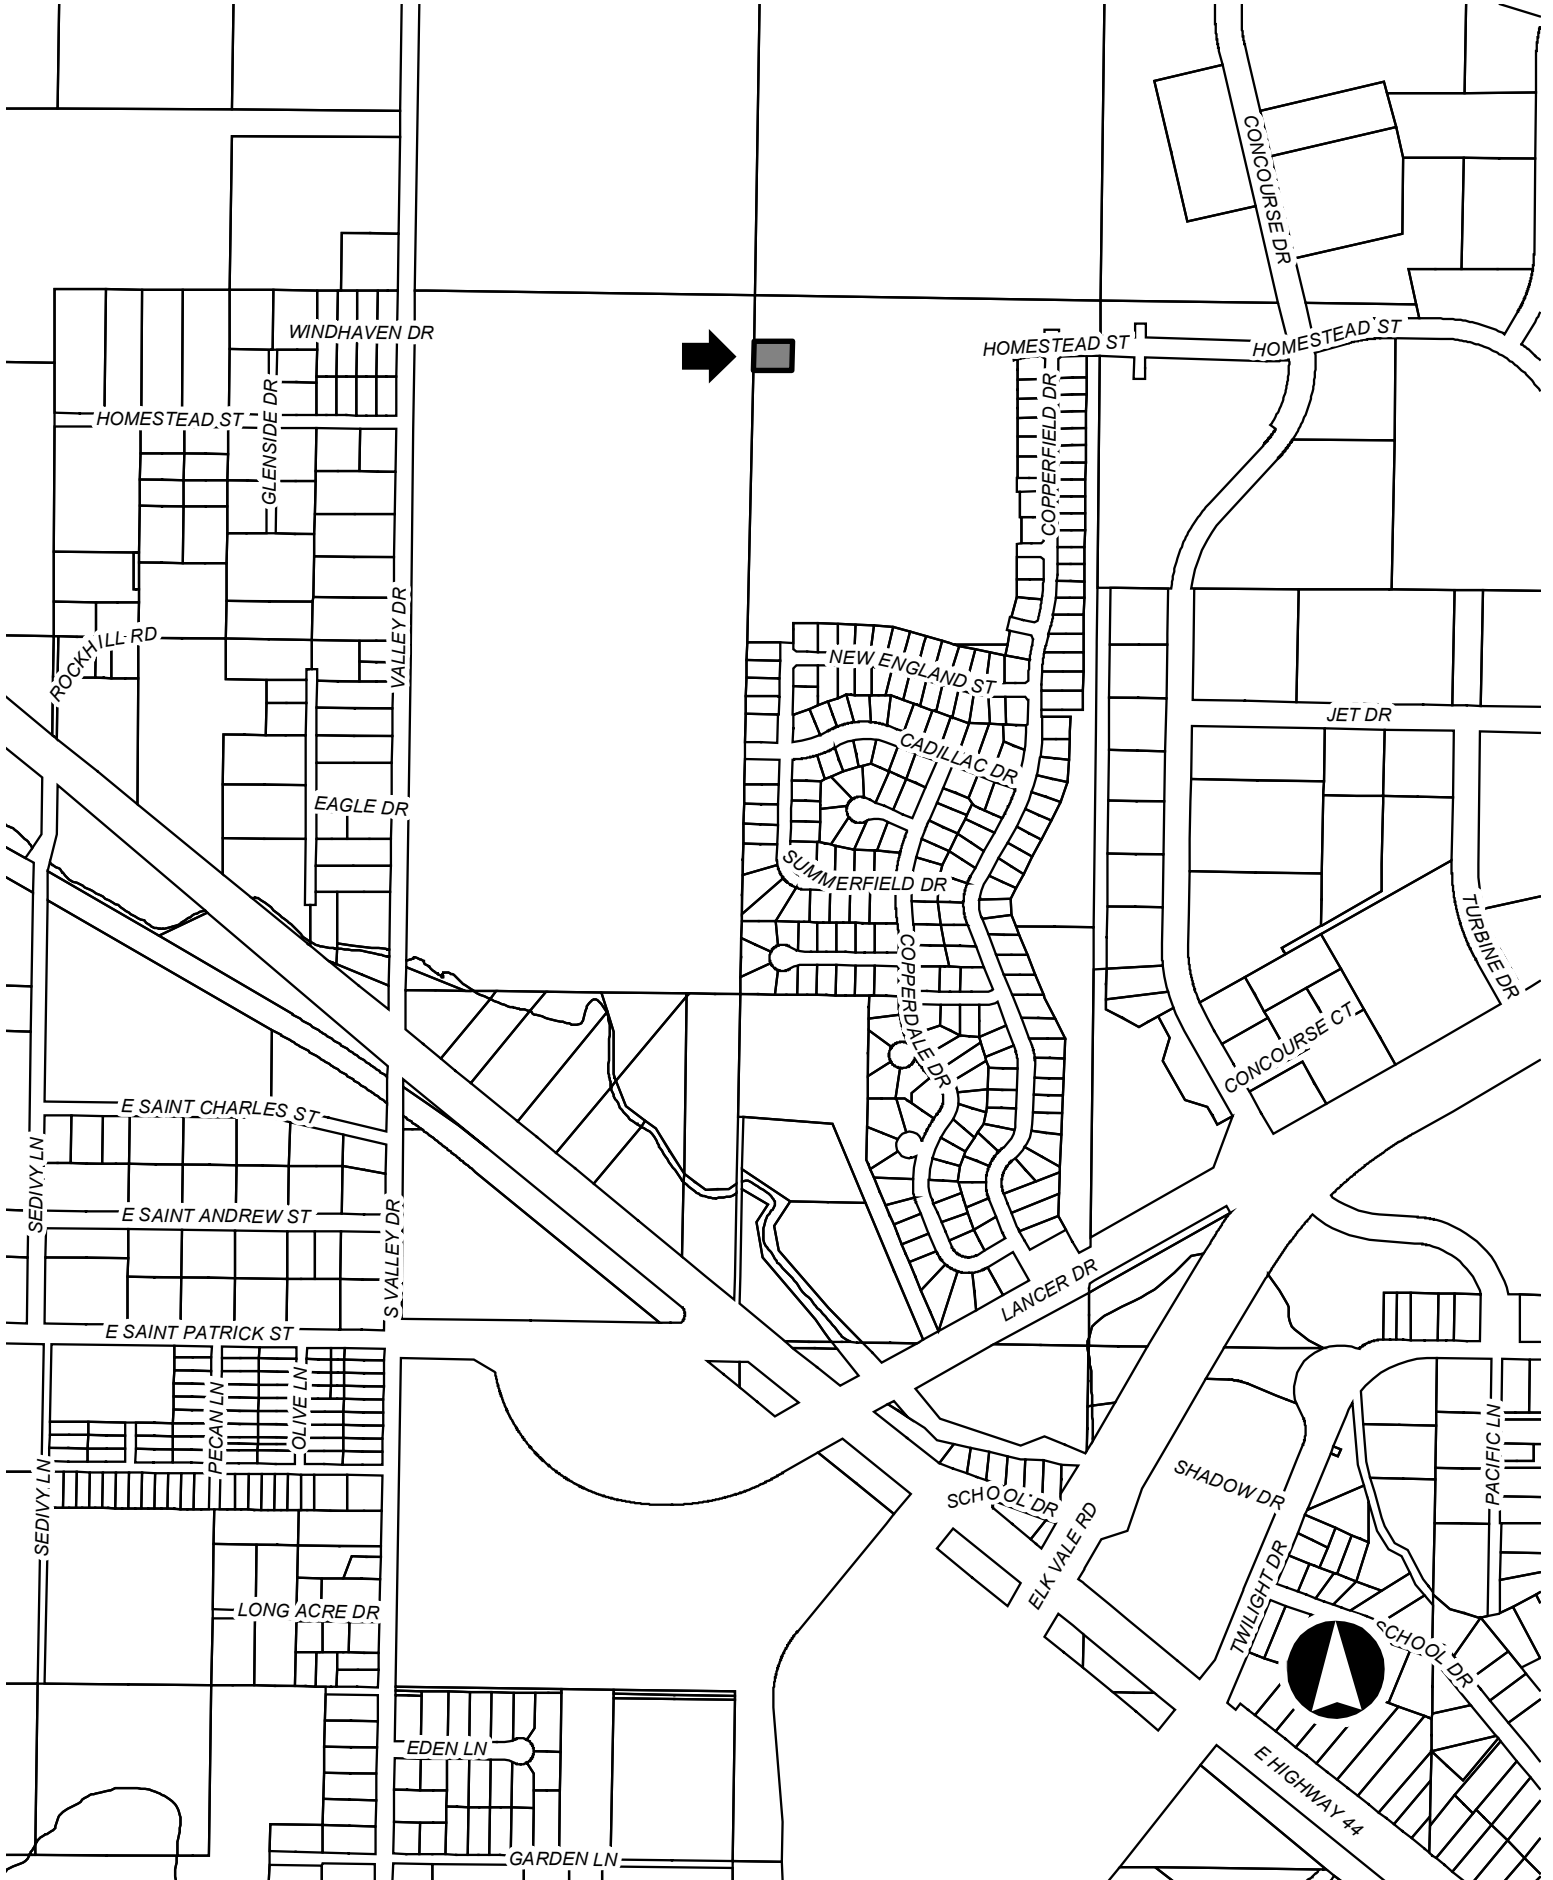 CONCOURSE DR
WINDHAVEN DR
HOMESTEAD ST
HOMESTEAD ST
HOMESTEAD ST
GLENSIDE DR
COPPERFIELD DR
VALLEY DR
ROCKHILL RD
NEW ENGLAND ST
JET DR
CADILLAC DR
EAGLE DR
SUMMERFIELD DR
TURBINE DR
COPPERDALE DR
CONCOURSE CT
E SAINT CHARLES ST
SEDIVY LN
E SAINT ANDREW ST
S VALLEY DR
LANCER DR
E SAINT PATRICK ST
PECAN LN
OLIVE LN
PACIFIC LN
SEDIVY LN
SHADOW DR
SCHOOL DR
ELK VALE RD
TWILIGHT DR
LONG ACRE DR
SCHOOL DR
EDEN LN
E HIGHWAY 44
GARDEN LN